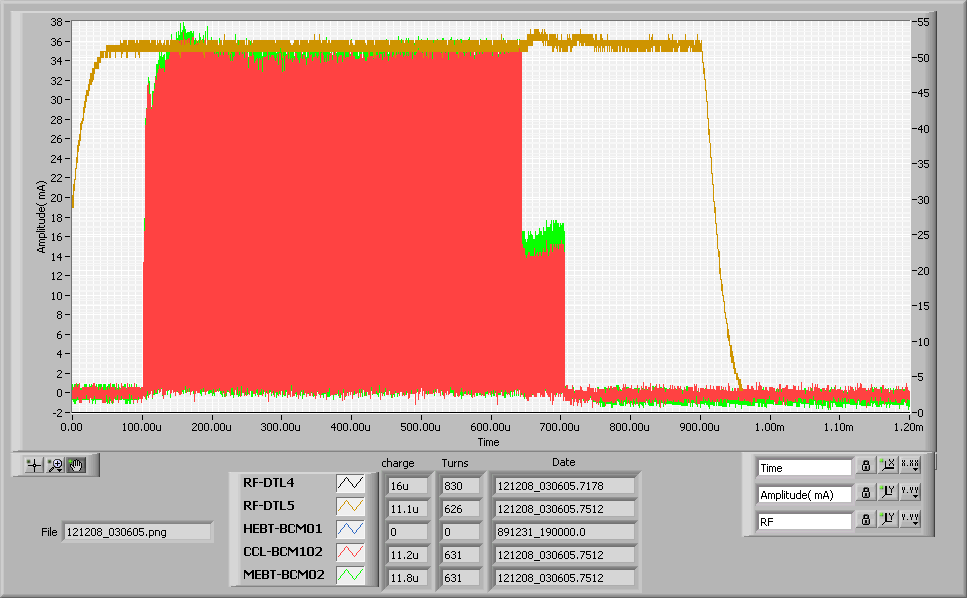 38 55
36
34 50
32
30 45
28
26 40
24
22 35
20 30
18
16 25
14
12 20
10 15
8
6 10
4
2 5
0
-2 0
Amplitude( mA)
0.00 100.00u 200.00u 300.00u 400.00u 500.00u 600.00u 700.00u 800.00u 900.00u 1.00m 1.10m 1.20m
Time
charge Turns Date
RF-DTL4 16u 830 121208_030605.7178
RF-DTL5 11.1u 626 121208_030605.7512
HEBT-BCM01 0 0 891231_190000.0
CCL-BCM102 11.2u 631 121208_030605.7512
MEBT-BCM02 11.8u 631 121208_030605.7512
File 121208_030605.png
Time X X.XX
Amplitude( mA) Y Y.YY
RF Y Y.YY